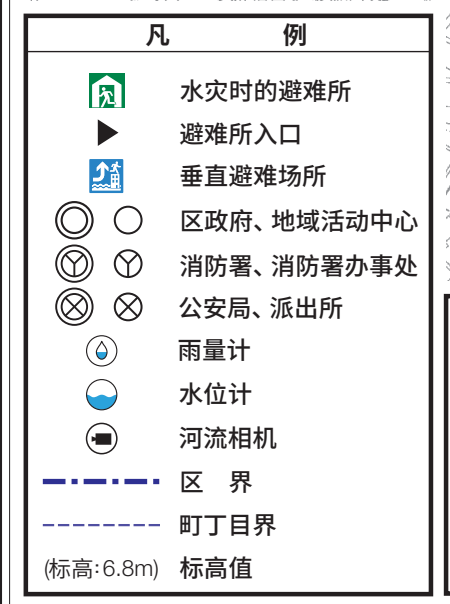 凡　例
水灾时的避难所
避难所入口
垂直避难场所
区政府、地域活动中心
消防署、消防署办事处
公安局、派出所
雨量计
水位计
河流相机
区　界
町丁目界
(标高:6.8m) 标高值